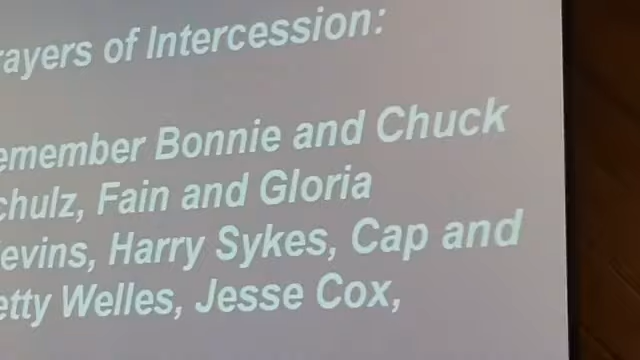 rayers of Intercession:
emember Bonnie and Chuck
chulz, Fain and Gloria
evins, Harry Sykes, Cap and
etty Welles, Jesse Cox,